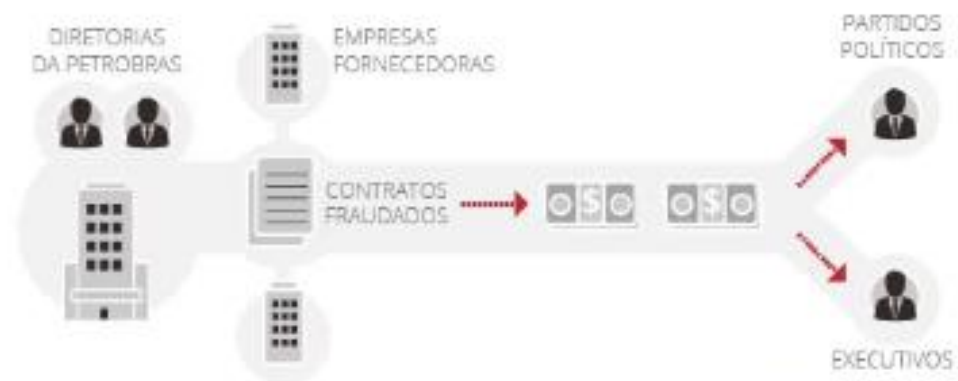 DIRETORIAS
DA PETROBRAS
EMPRESAS
FORNECEDORAS
PARTIDOS
POLÍTICOS
CONTRATOS
FRAUDADOS
$
$
EXECUTIVOS